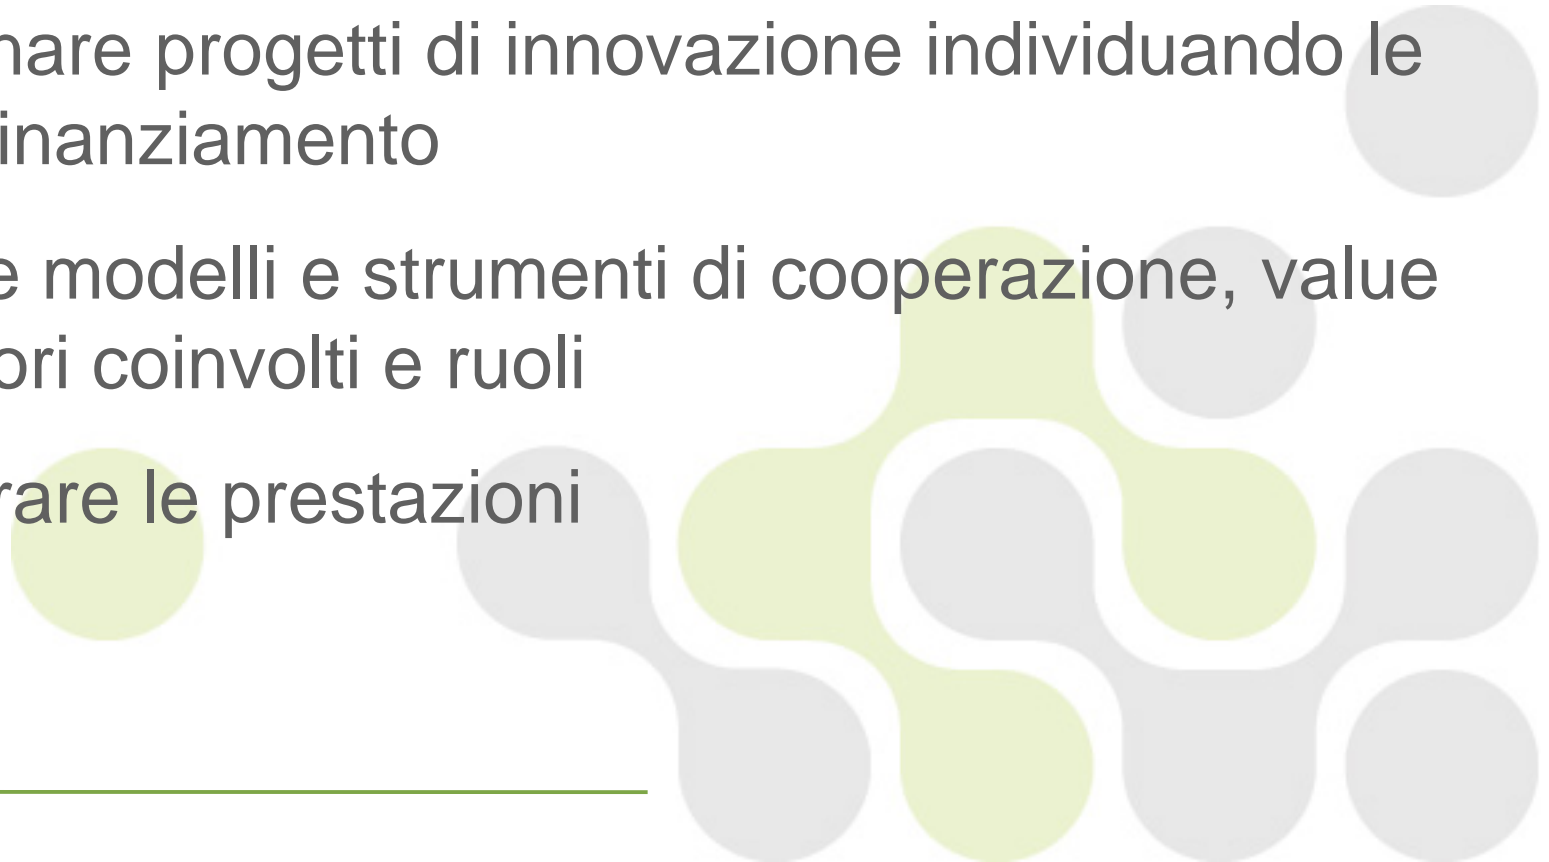 nare progetti di innovazione individuando le
inanziamento
e modelli e strumenti di cooperazione, value
ori coinvolti e ruoli
rare le prestazioni